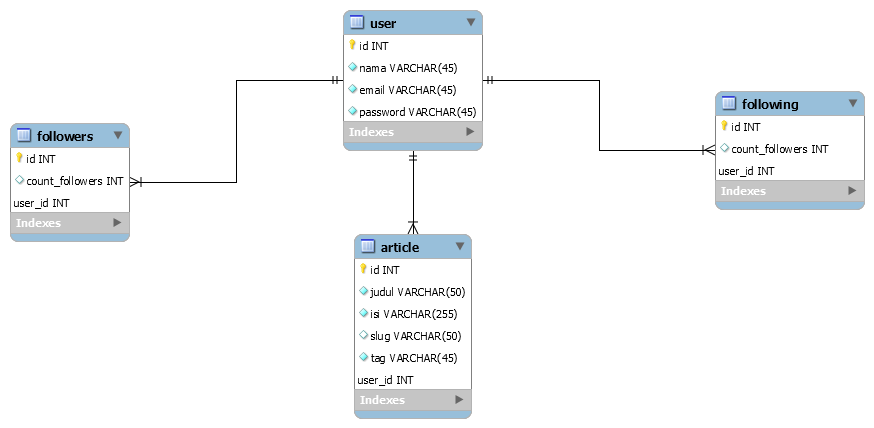 user
id INT
nama VARCHAR(45)
email VARCHAR(45)
password VARCHAR(45)
Indexes
followers
id INT
count_followers INT
user_id INT
Indexes
following
id INT
count_followers INT
user_id INT
Indexes
article
id INT
judul VARCHAR(50)
isi VARCHAR(255)
slug VARCHAR(50)
tag VARCHAR(45)
user_id INT
Indexes